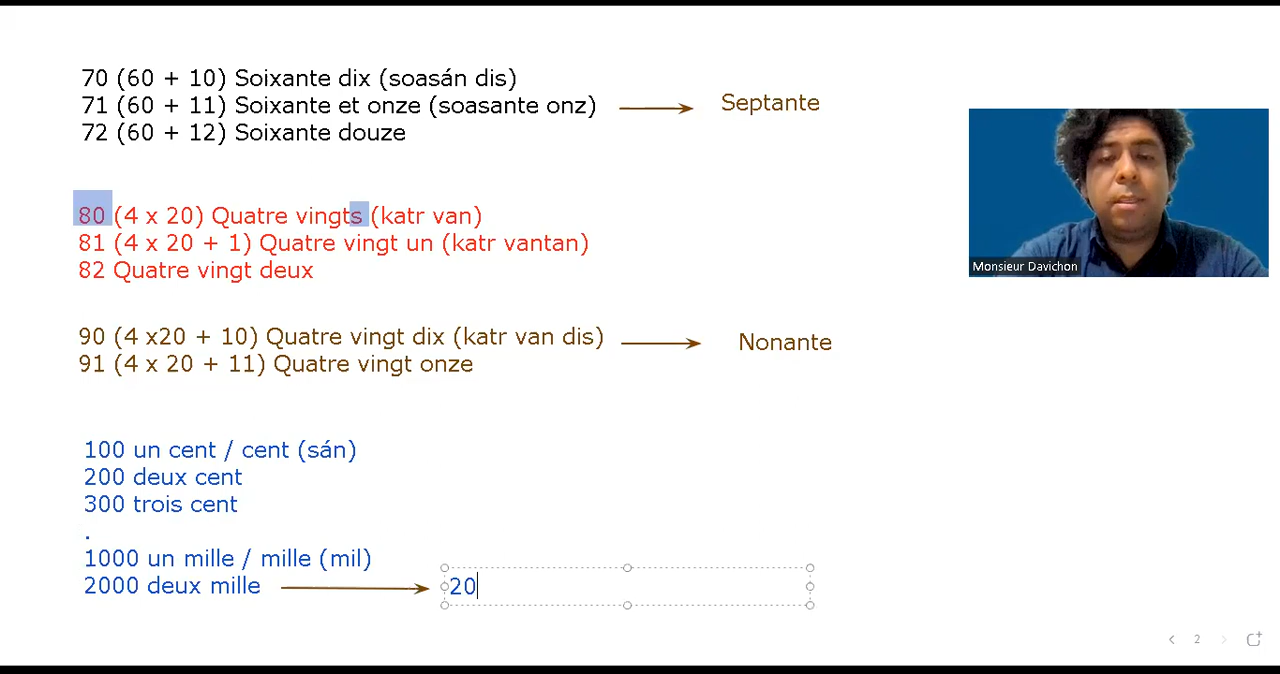 70 (60 + 10) Soixante dix (soasán dis)
71 (60 + 11) Soixante et onze (soasante onz)
Septante
72 (60 + 12) Soixante douze
80 (4 x 20) Quatre vingts (katr van)
81 (4 x 20 + 1) Quatre vingt un (katr vantan)
82 Quatre vingt deux
Monsieur Davichon
90 (4 x20 + 10) Quatre vingt dix (katr van dis)
Nonante
91 (4 x 20 + 11) Quatre vingt onze
100 un cent / cent (sán)
200 deux cent
300 trois cent
.
1000 un mille / mille (mil)
2000 deux mille
20
2